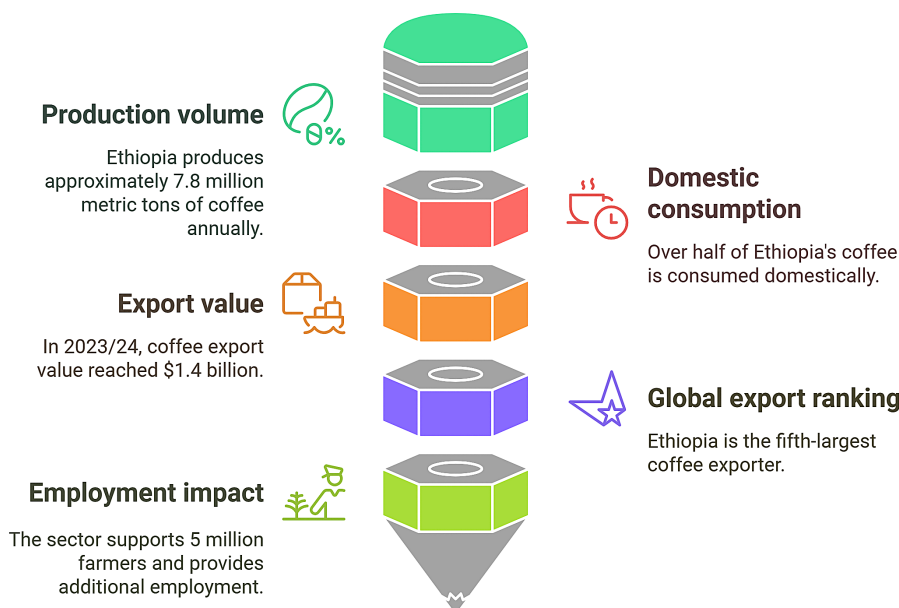 Production volume
Ethiopia produces
approximately 7.8 million
metric tons of coffee
annually.
0%
Domestic
consumption
Over half of Ethiopia's coffee
is consumed domestically.
Export value
In 2023/24, coffee export
value reached $1.4 billion.
Global export ranking
Ethiopia is the fifth-largest
coffee exporter.
Employment impact
The sector supports 5 million
farmers and provides
additional employment.